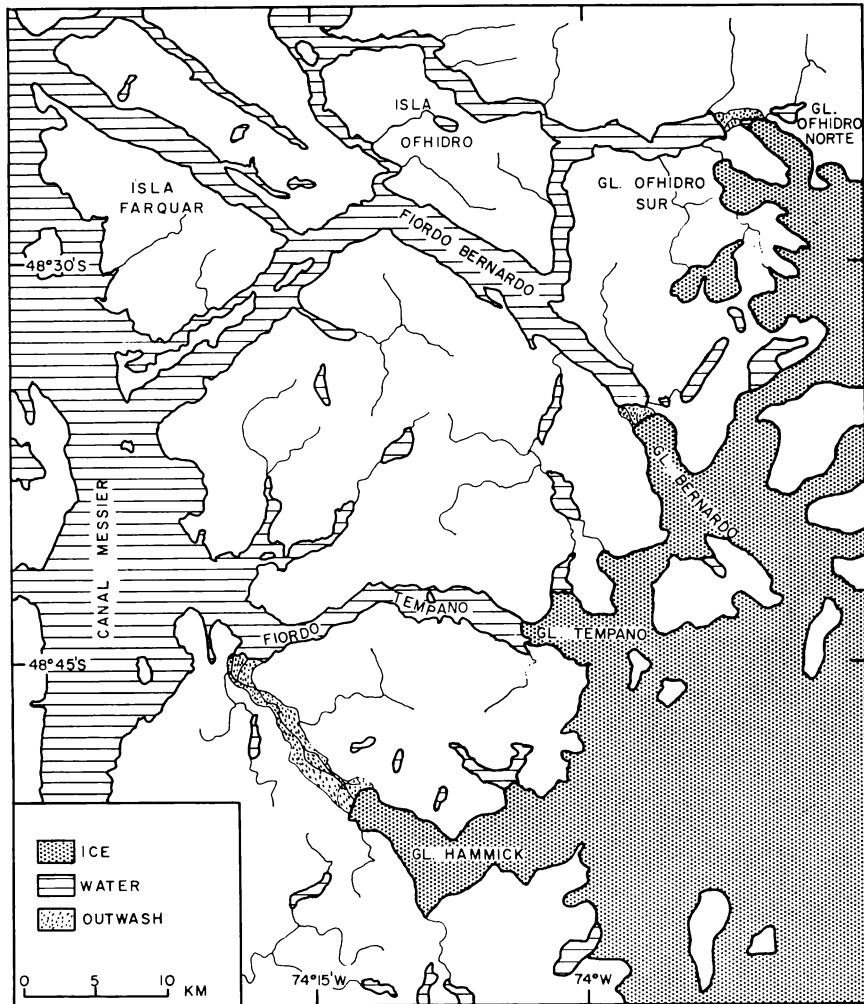 ISLA
OFHIDRO
GL.
OFHIDRO
NORTE
ISLA
FARQUAR
GL. OFHIDRO
SUR
FIORDO BERNARDO
48°30'S
GL. BERNARDO
CANAL MESSIER
FIORDO TEMPANO
GL. TEMPANO
48°45'S
GL. HAMMICK
ICE
WATER
OUTWASH
0 5 10
KM
74°15'W
74°W